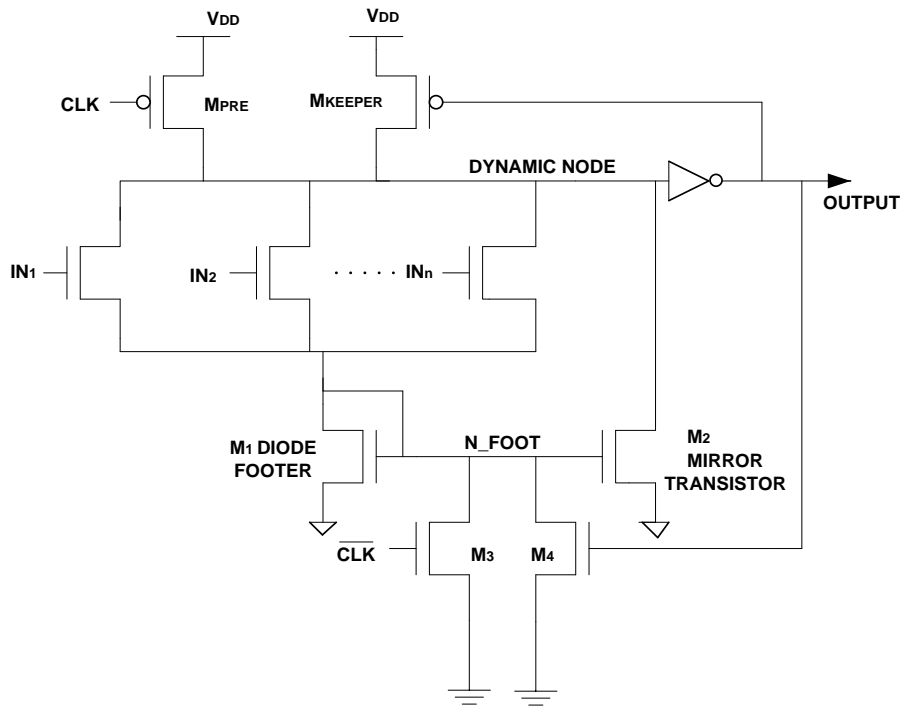 VDD
VDD
CLK
MPRE
MKEEPER
DYNAMIC NODE
OUTPUT
IN1
IN2
. . . . .
INn
M1 DIODE
FOOTER
N_FOOT
M2
MIRROR
TRANSISTOR
CLK
M3
M4